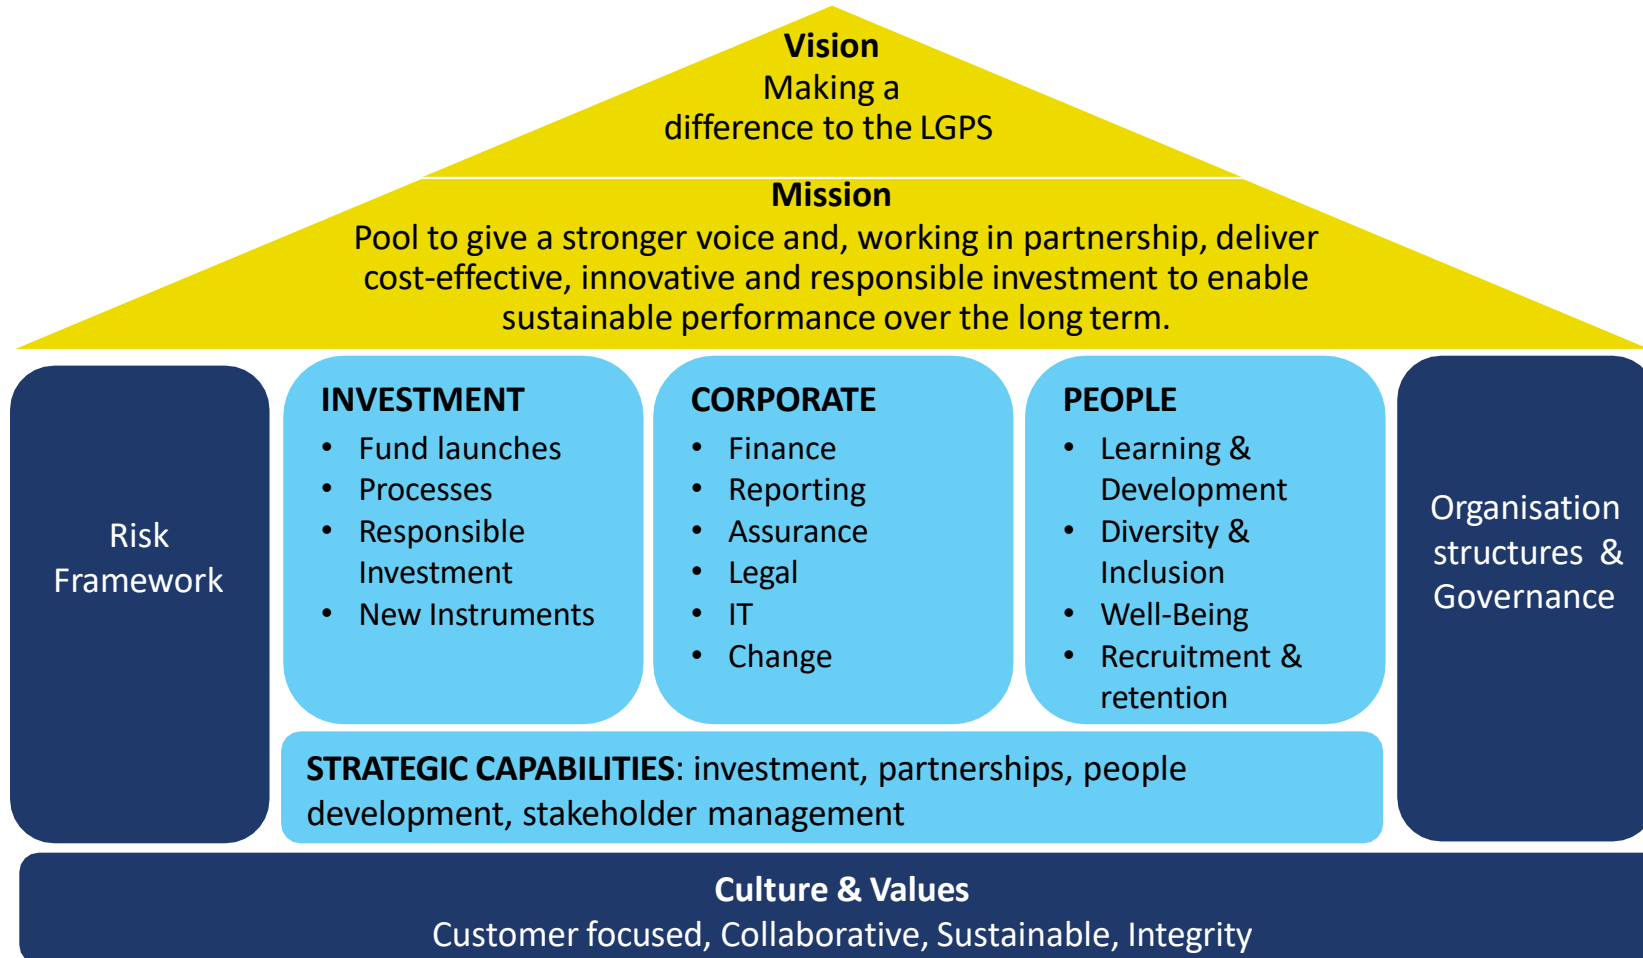 Vision
Making a
difference to the LGPS
Mission
Pool to give a stronger voice and, working in partnership, deliver
cost-effective, innovative and responsible investment to enable
sustainable performance over the long term.
Risk
Framework
INVESTMENT
• Fund launches
• Processes
• Responsible
Investment
• New Instruments
CORPORATE
• Finance
• Reporting
• Assurance
• Legal
• IT
• Change
PEOPLE
• Learning &
Development
• Diversity &
Inclusion
• Well-Being
• Recruitment &
retention
Organisation
structures &
Governance
STRATEGIC CAPABILITIES: investment, partnerships, people
development, stakeholder management
Culture & Values
Customer focused, Collaborative, Sustainable, Integrity